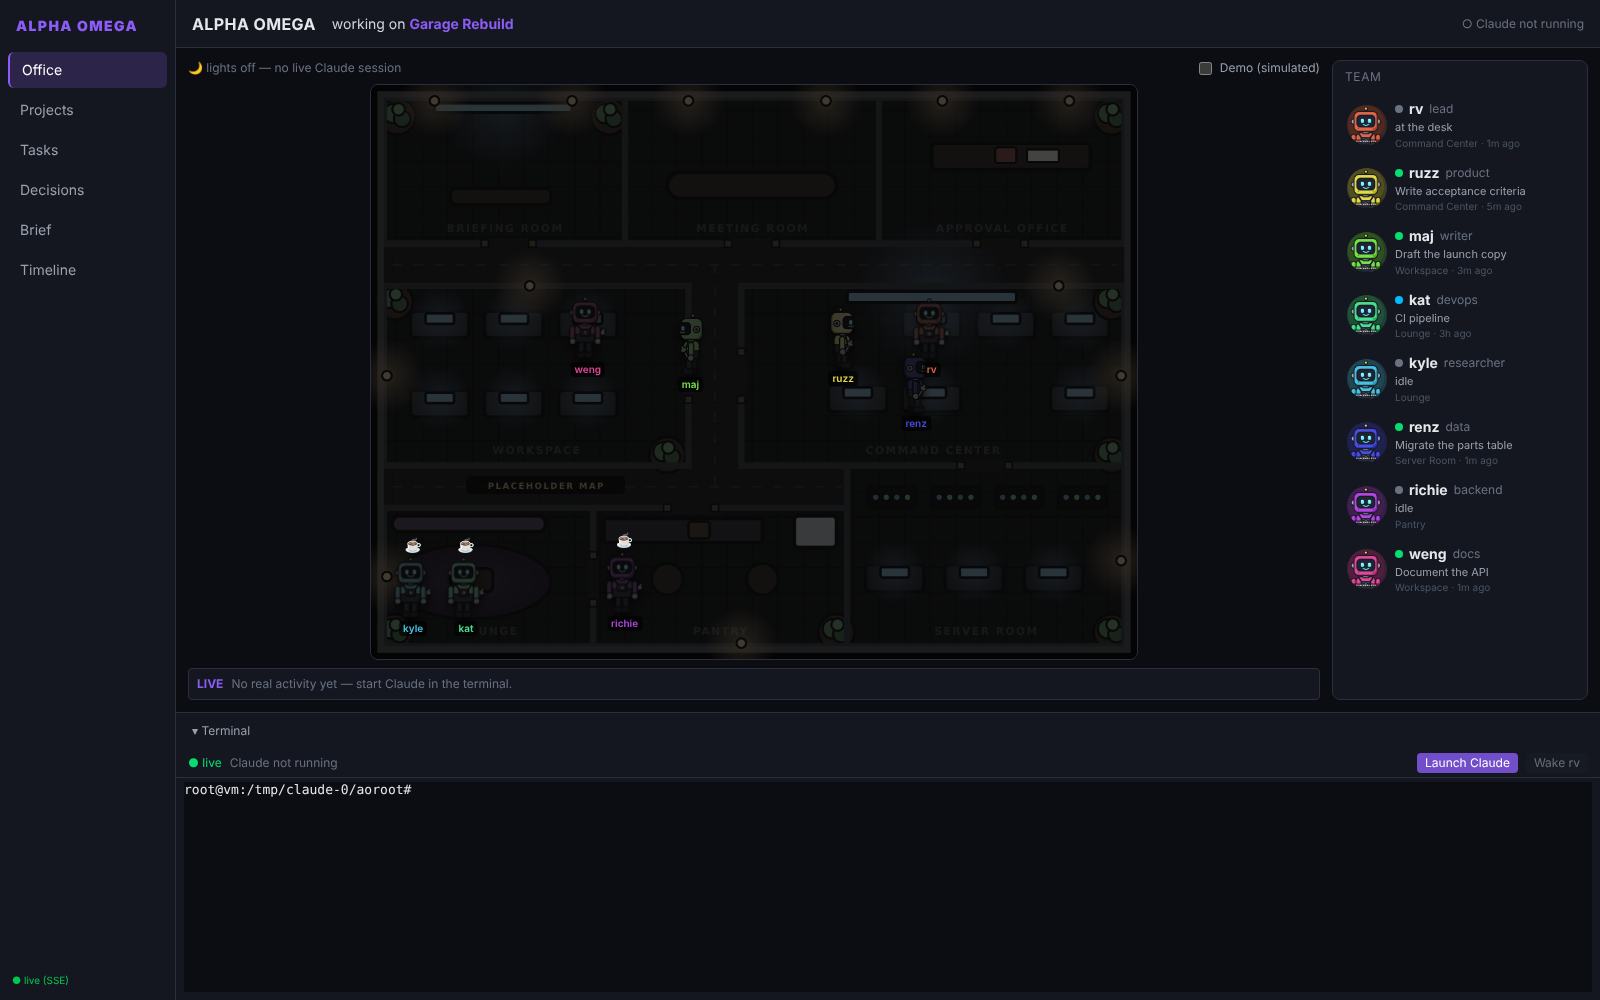 ALPHA OMEGA
Office
Projects
Tasks
Decisions
Brief
Timeline
live (SSE)
ALPHA OMEGA working on Garage Rebuild
Claude not running
lights off — no live Claude session
Demo (simulated)
BRIEFING ROOM
MEETING ROOM
APPROVAL OFFICE
weng
maj
ruzz
rv
renz
WORKSPACE
COMMAND CENTER
PLACEHOLDER MAP
kyle
kat
UNGE
richie
PANTRY
SERVER ROOM
LIVE No real activity yet — start Claude in the terminal.
TEAM
rv lead
at the desk
Command Center · 1m ago
ruzz product
Write acceptance criteria
Command Center · 5m ago
maj writer
Draft the launch copy
Workspace · 3m ago
kat devops
CI pipeline
Lounge · 3h ago
kyle researcher
idle
Lounge
renz data
Migrate the parts table
Server Room · 1m ago
richie backend
idle
Pantry
weng docs
Document the API
Workspace · 1m ago
▾ Terminal
live Claude not running
Launch Claude
Wake rv
root@vm:/tmp/claude-0/aoroot#